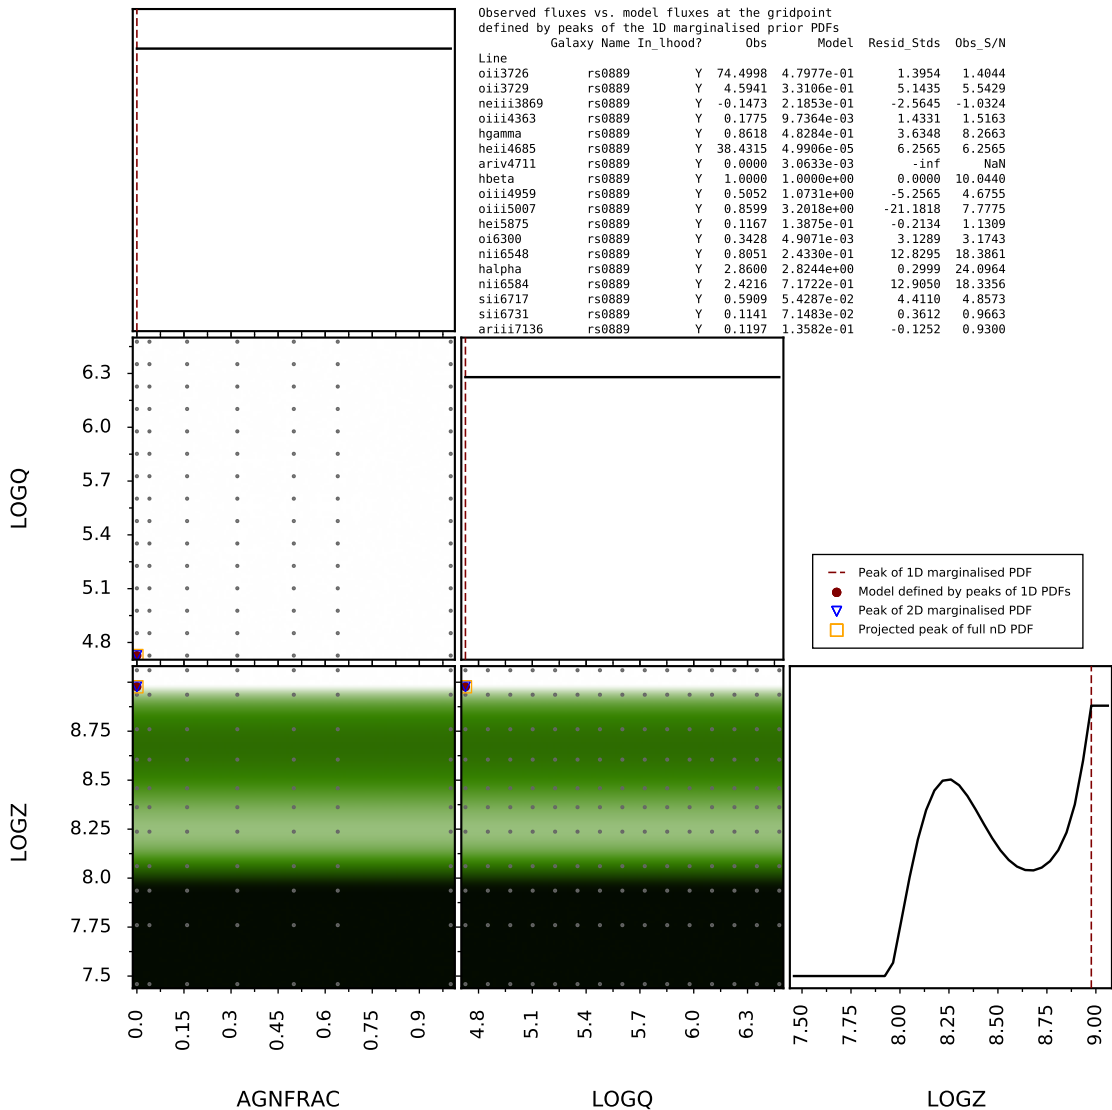 Observed fluxes vs. model fluxes at the gridpoint
defined by peaks of the 1D marginalised prior PDFs
Galaxy Name In_lhood? Obs Model Resid_Stds Obs_S/N
Line
oii3726 rs0889 Y 74.4998 4.7977e-01 1.3954 1.4044
oii3729 rs0889 Y 4.5941 3.3106e-01 5.1435 5.5429
neiii3869 rs0889 Y -0.1473 2.1853e-01 -2.5645 -1.0324
oiii4363 rs0889 Y 0.1775 9.7364e-03 1.4331 1.5163
hgamma rs0889 Y 0.8618 4.8284e-01 3.6348 8.2663
heii4685 rs0889 Y 38.4315 4.9906e-05 6.2565 6.2565
ariv4711 rs0889 Y 0.0000 3.0633e-03 -inf NaN
hbeta rs0889 Y 1.0000 1.0000e+00 0.0000 10.0440
oiii4959 rs0889 Y 0.5052 1.0731e+00 -5.2565 4.6755
oiii5007 rs0889 Y 0.8599 3.2018e+00 -21.1818 7.7775
hei5875 rs0889 Y 0.1167 1.3875e-01 -0.2134 1.1309
oi6300 rs0889 Y 0.3428 4.9071e-03 3.1289 3.1743
nii6548 rs0889 Y 0.8051 2.4330e-01 12.8295 18.3861
halpha rs0889 Y 2.8600 2.8244e+00 0.2999 24.0964
nii6584 rs0889 Y 2.4216 7.1722e-01 12.9050 18.3356
sii6717 rs0889 Y 0.5909 5.4287e-02 4.4110 4.8573
sii6731 rs0889 Y 0.1141 7.1483e-02 0.3612 0.9663
ariii7136 rs0889 Y 0.1197 1.3582e-01 -0.1252 0.9300
LOGQ
6.3
6.0
5.7
5.4
5.1
4.8
Peak of 1D marginalised PDF
Model defined by peaks of 1D PDFs
Peak of 2D marginalised PDF
Projected peak of full nD PDF
LOGZ
8.75
8.5
8.25
8.0
7.75
7.5
0.0 0.15 0.3 0.45 0.6 0.75 0.9
4.8 5.1 5.4 5.7 6.0 6.3
7.50 7.75 8.00 8.25 8.50 8.75 9.00
AGNFRAC LOGQ LOGZ